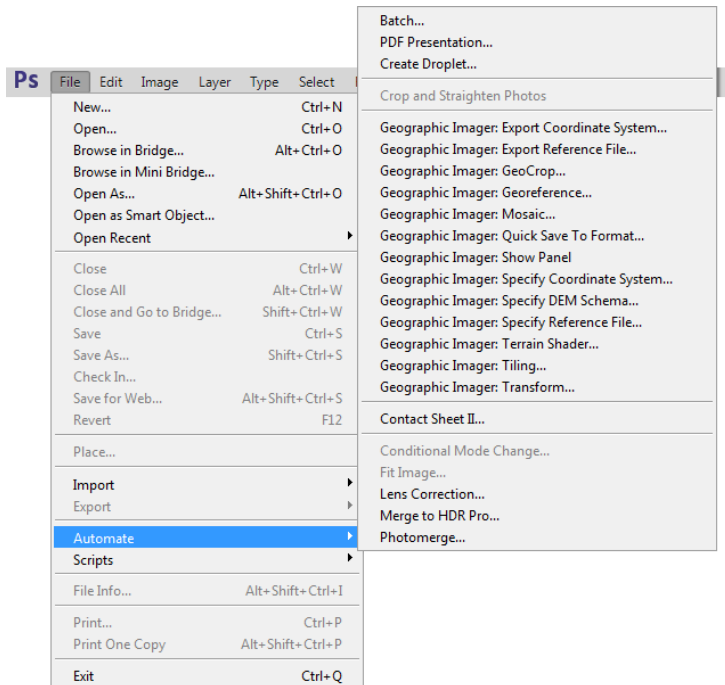 Ps File Edit Image Layer Type Select
New... Ctrl+N
Open... Ctrl+O
Browse in Bridge... Alt+Ctrl+O
Browse in Mini Bridge...
Open As... Alt+Shift+Ctrl+O
Open as Smart Object...
Open Recent
Close Ctrl+W
Close All Alt+Ctrl+W
Close and Go to Bridge... Shift+Ctrl+W
Save Ctrl+S
Save As... Shift+Ctrl+S
Check In...
Save for Web... Alt+Shift+Ctrl+S
Revert F12
Place...
Import
Export
Automate
Scripts
File Info... Alt+Shift+Ctrl+I
Print... Ctrl+P
Print One Copy Alt+Shift+Ctrl+P
Exit Ctrl+Q
Batch...
PDF Presentation...
Create Droplet...
Crop and Straighten Photos
Geographic Imager: Export Coordinate System...
Geographic Imager: Export Reference File...
Geographic Imager: GeoCrop...
Geographic Imager: Georeference...
Geographic Imager: Mosaic...
Geographic Imager: Quick Save To Format...
Geographic Imager: Show Panel
Geographic Imager: Specify Coordinate System...
Geographic Imager: Specify DEM Schema...
Geographic Imager: Specify Reference File...
Geographic Imager: Terrain Shader...
Geographic Imager: Tiling...
Geographic Imager: Transform...
Contact Sheet II...
Conditional Mode Change...
Fit Image...
Lens Correction...
Merge to HDR Pro...
Photomerge...